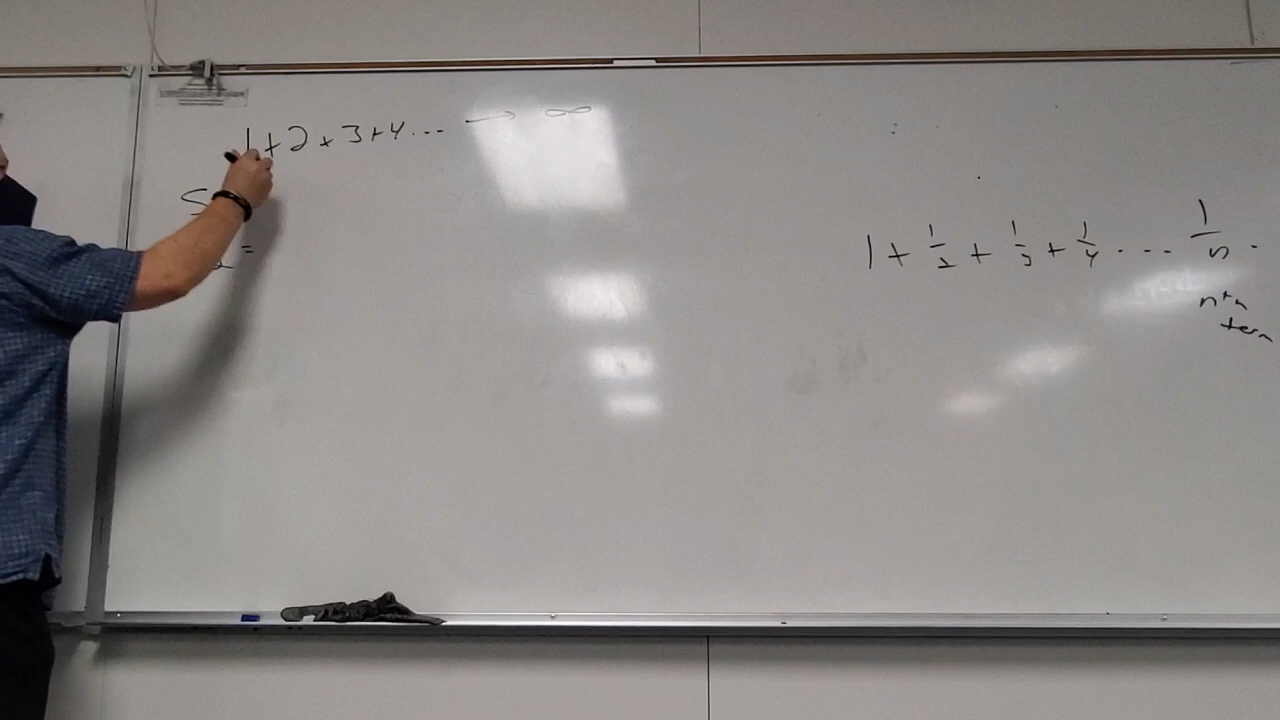 1+2+3+4... → ∞
S
=
1 + 1/2 + 1/3 + 1/4 ..... 1/n .
nth
term